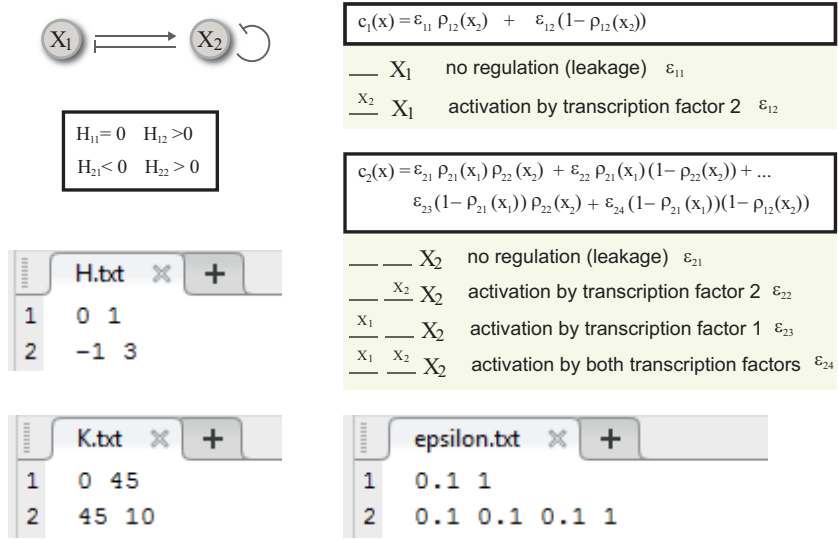 X₁ X₂
H₁₁= 0 H₁₂ >0
H₂₁< 0 H₂₂ > 0
c₁(x) = ε₁₁ ρ₁₂(x₂) + ε₁₂ (1− ρ₁₂(x₂))
X₁ no regulation (leakage) ε₁₁
X₂ X₁ activation by transcription factor 2 ε₁₂
c₂(x) = ε₂₁ ρ₂₁(x₁) ρ₂₂(x₂) + ε₂₂ ρ₂₁(x₁) (1− ρ₂₂(x₂)) + ...
ε₂₃ (1− ρ₂₁(x₁)) ρ₂₂(x₂) + ε₂₄ (1− ρ₂₁(x₁))(1− ρ₁₂(x₂))
X₂ no regulation (leakage) ε₂₁
X₂ X₂ activation by transcription factor 2 ε₂₂
X₁ X₂ activation by transcription factor 1 ε₂₃
X₁ X₂ X₂ activation by both transcription factors ε₂₄
H.txt
1 0 1
2 -1 3
K.txt
1 0 45
2 45 10
epsilon.txt
1 0.1 1
2 0.1 0.1 0.1 1